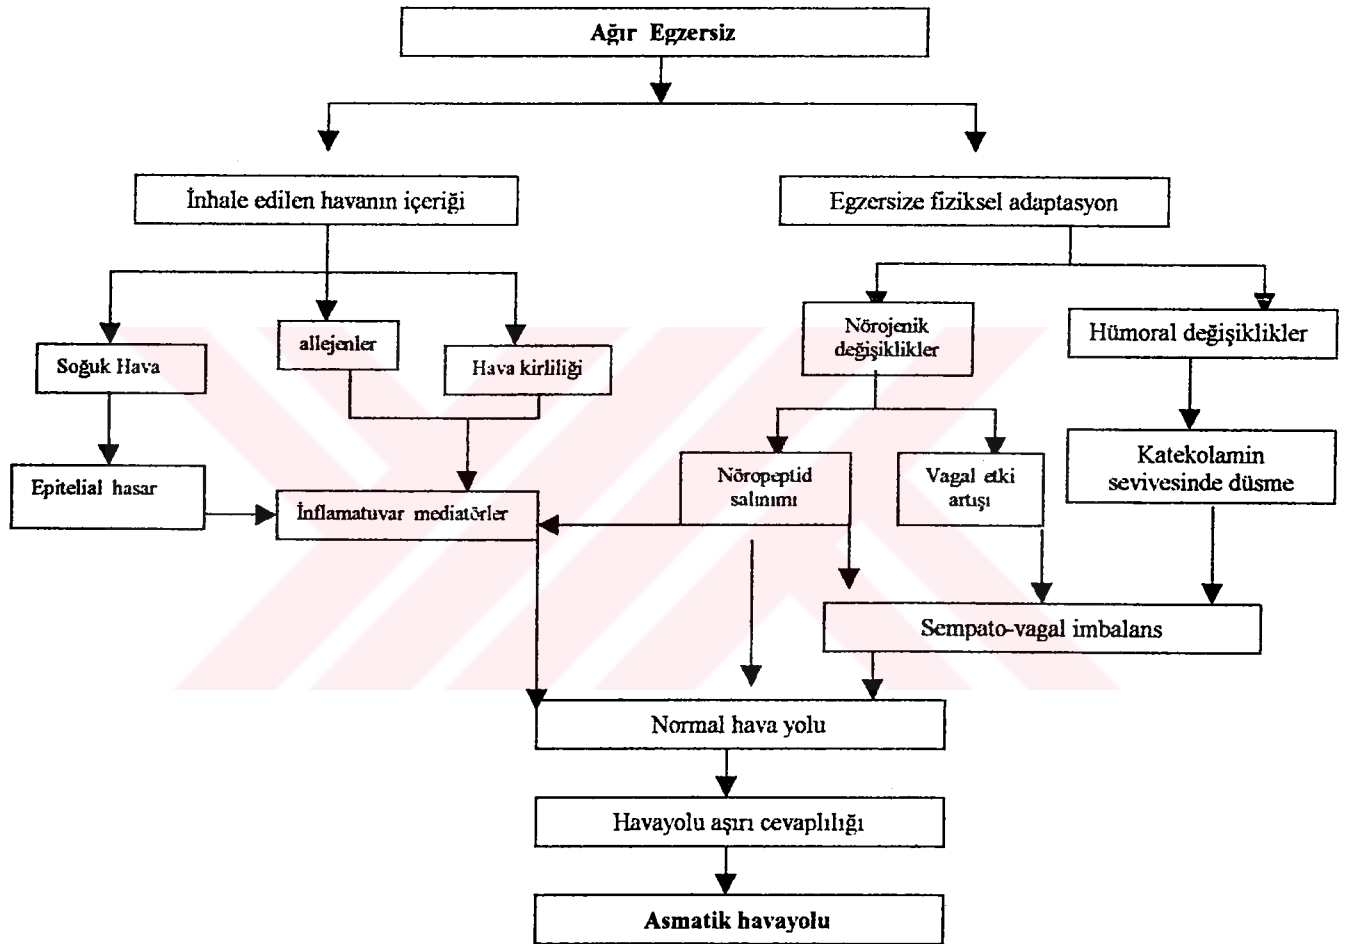 Ağır Egzersiz
İnhale edilen havanın içeriği
Egzersize fiziksel adaptasyon
Soğuk Hava
allejenler
Hava kirliliği
Nörojenik
değişiklikler
Hümoral değişiklikler
Epitelial hasar
İnflamatuvar mediatörler
Nöropeptid
salınımı
Vagal etki
artışı
Katekolamin
sevivesinde düsme
Sempato-vagal imbalans
Normal hava yolu
Havayolu aşırı cevaplılığı
Asmatik havayolu